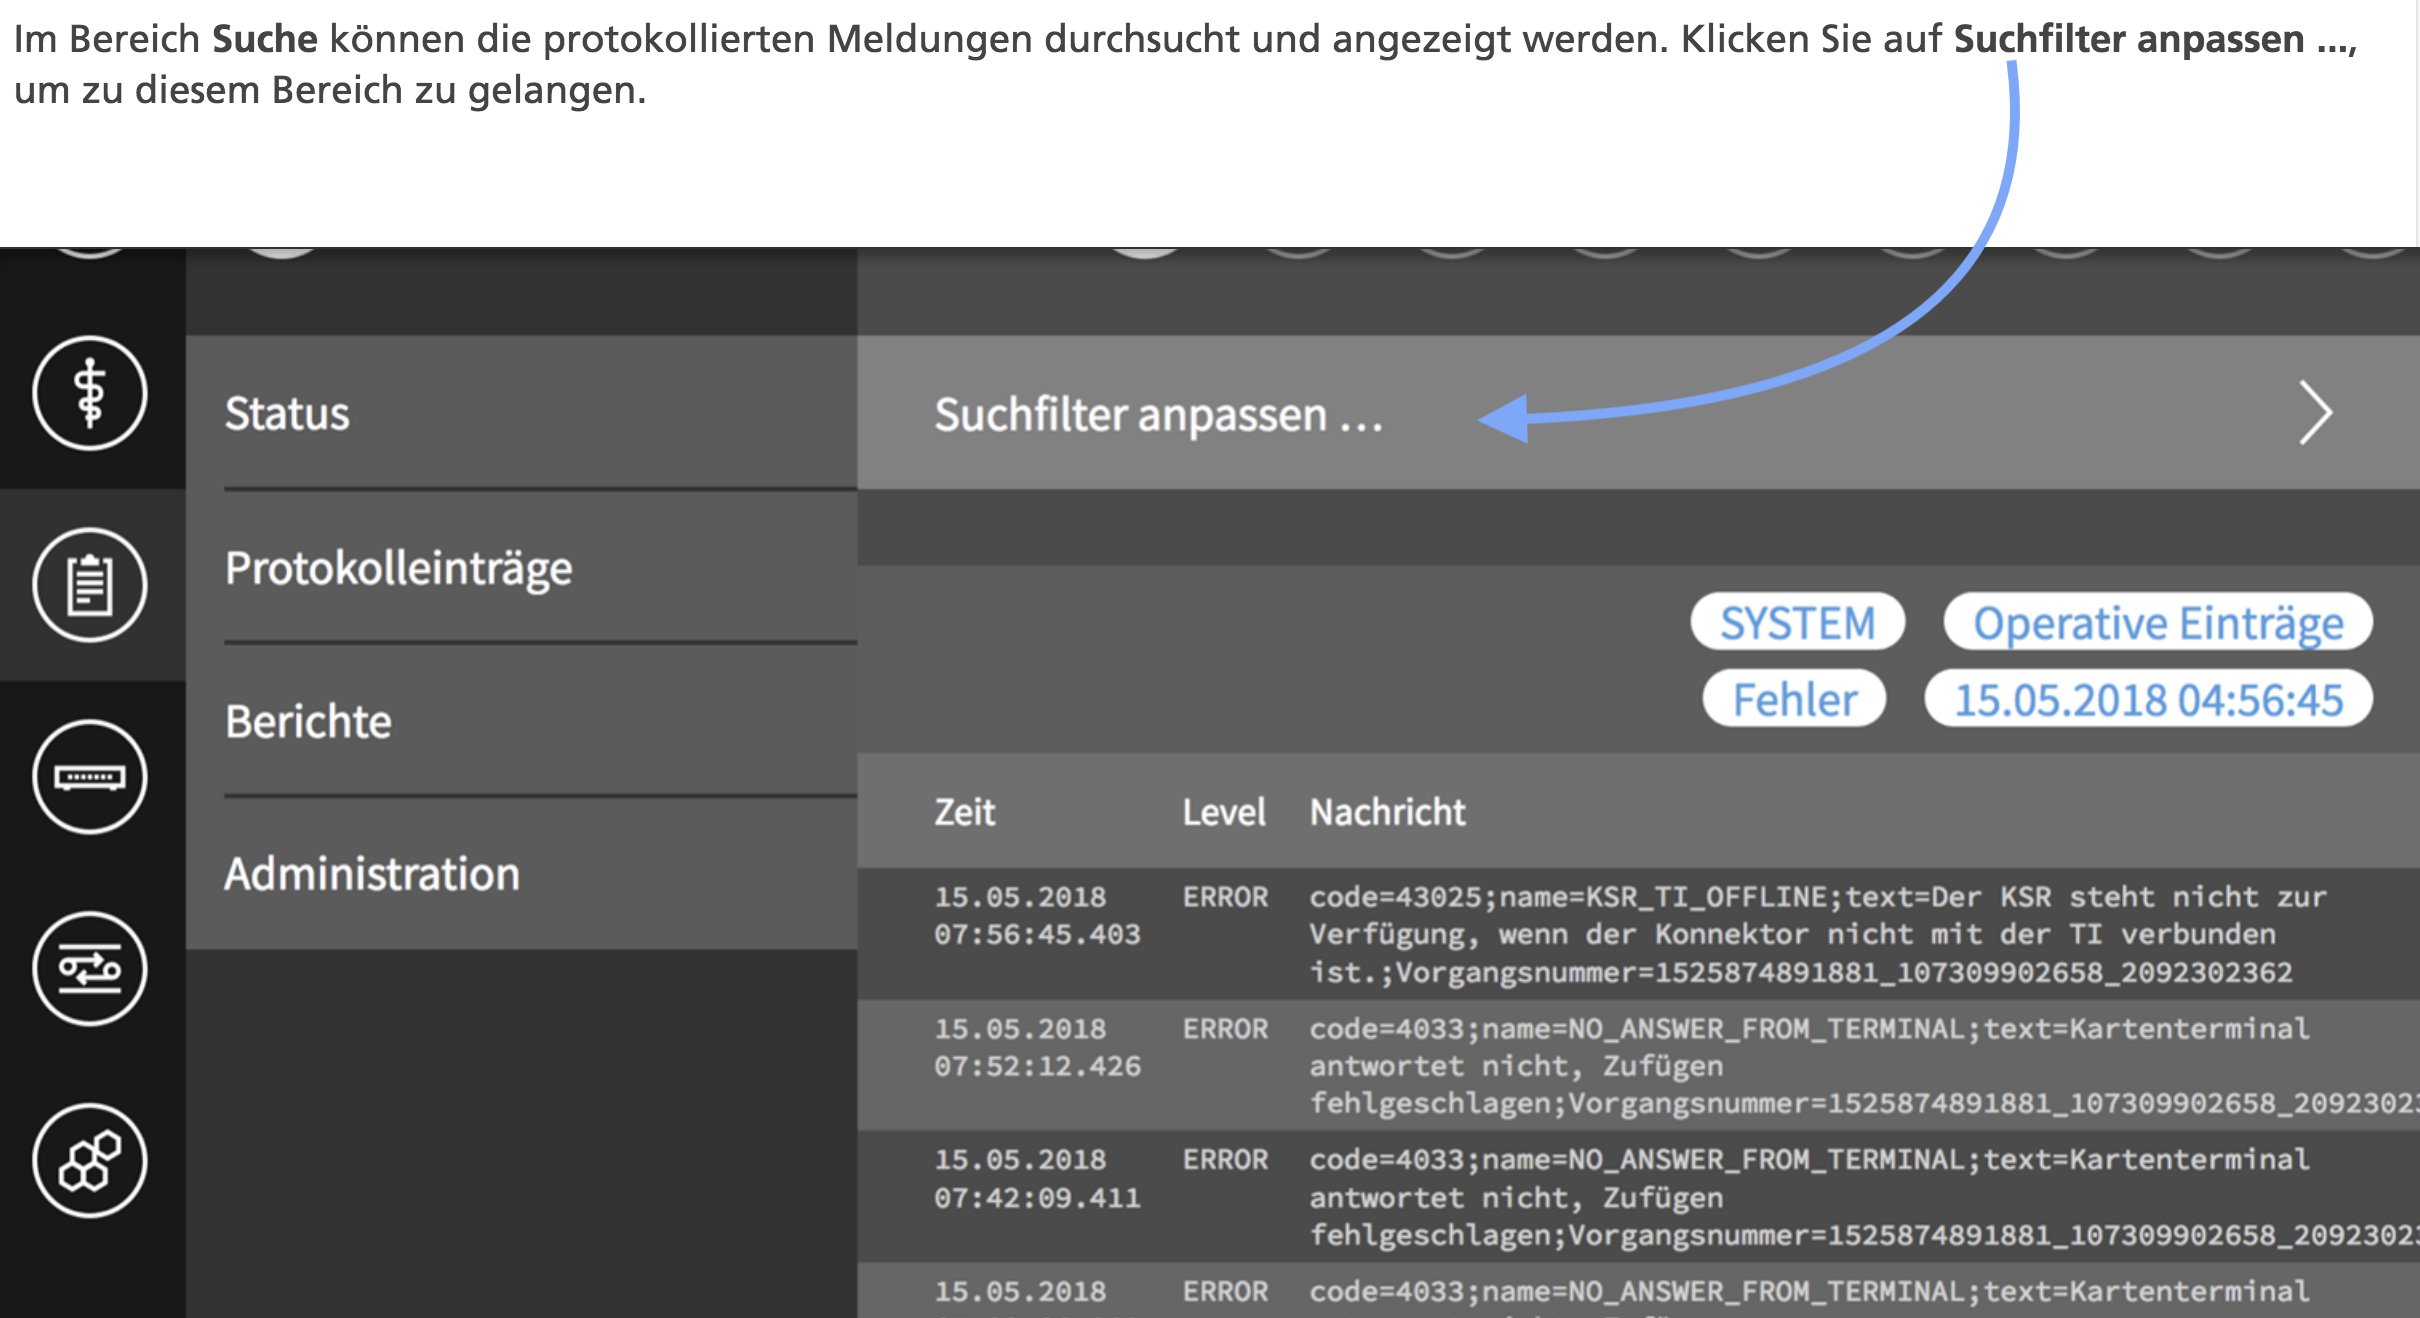 Im Bereich Suche können die protokollierten Meldungen durchsucht und angezeigt werden. Klicken Sie auf Suchfilter anpassen ...,
um zu diesem Bereich zu gelangen.
Status
Protokolleinträge
Berichte
Administration
Suchfilter anpassen ...
SYSTEM Operative Einträge
Fehler 15.05.2018 04:56:45
Zeit Level Nachricht
15.05.2018 ERROR code=43025;name=KSR_TI_OFFLINE;text=Der KSR steht nicht zur
07:56:45.403 Verfügung, wenn der Konnektor nicht mit der TI verbunden
ist.;Vorgangsnummer=1525874891881_107309902658_2092302362
15.05.2018 ERROR code=4033;name=NO_ANSWER_FROM_TERMINAL;text=Kartenterminal
07:52:12.426 antwortet nicht, Zufügen
fehlgeschlagen;Vorgangsnummer=1525874891881_107309902658_2092302
15.05.2018 ERROR code=4033;name=NO_ANSWER_FROM_TERMINAL;text=Kartenterminal
07:42:09.411 antwortet nicht, Zufügen
fehlgeschlagen;Vorgangsnummer=1525874891881_107309902658_2092302
15.05.2018 ERROR code=4033;name=NO_ANSWER_FROM_TERMINAL;text=Kartenterminal